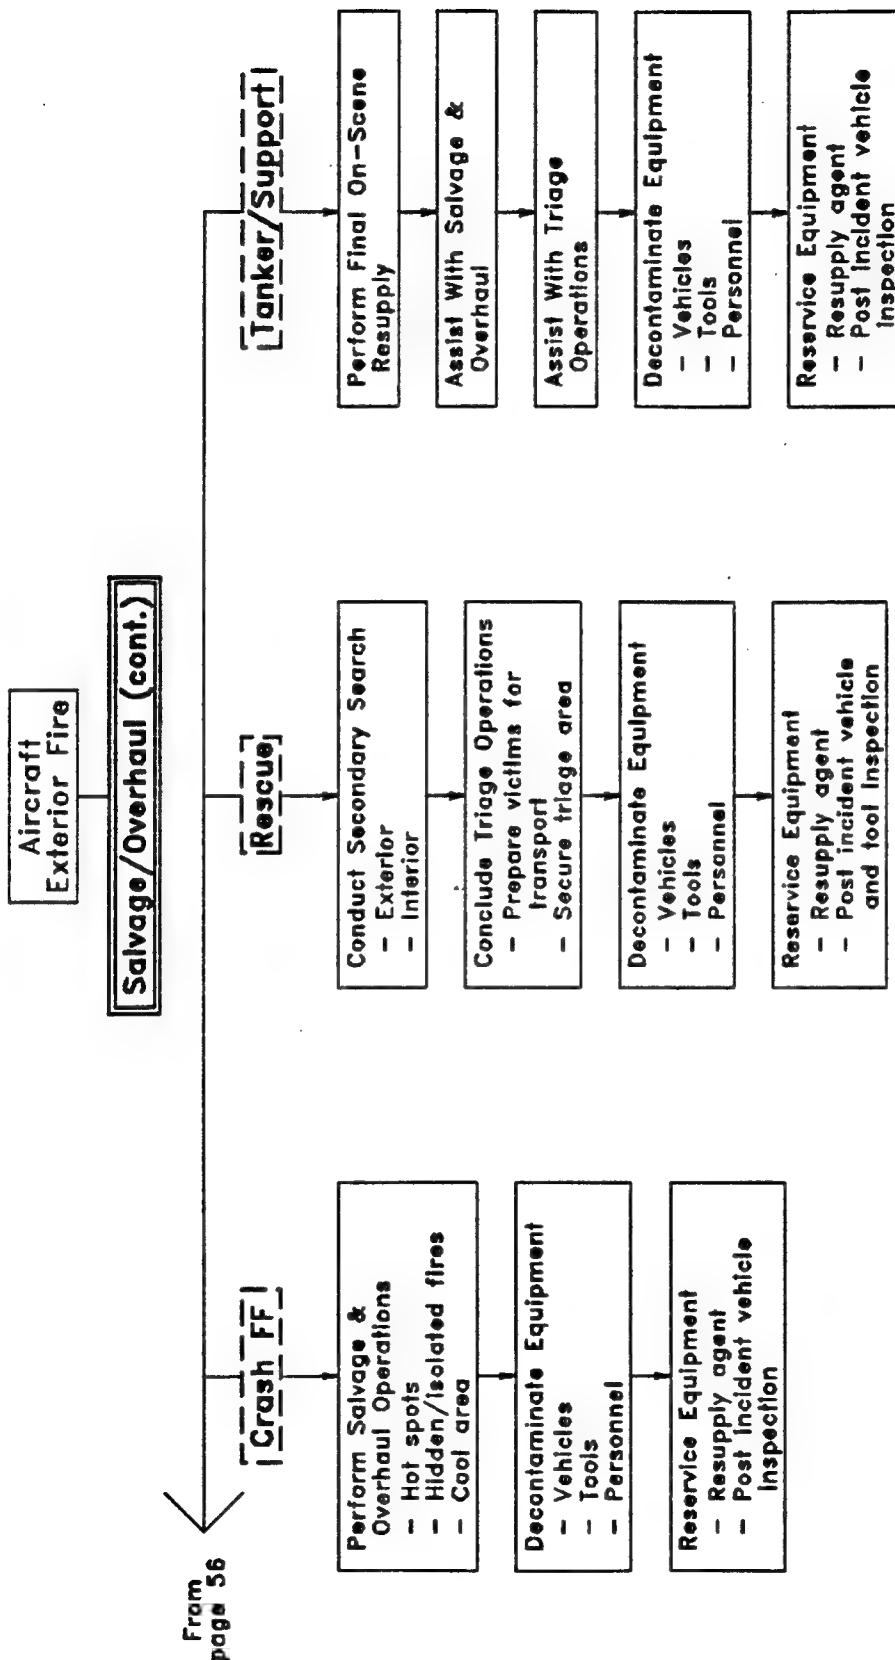 Aircraft
Exterior Fire
Salvage/Overhaul (cont.)
From
page 56
Crash FF
Perform Salvage &
Overhaul Operations
- Hot spots
- Hidden/isolated fires
- Cool area
Decontaminate Equipment
- Vehicles
- Tools
- Personnel
Reservice Equipment
- Resupply agent
- Post incident vehicle
inspection
Rescue
Conduct Secondary Search
- Exterior
- Interior
Conclude Triage Operations
- Prepare victims for
transport
- Secure triage area
Decontaminate Equipment
- Vehicles
- Tools
- Personnel
Reservice Equipment
- Resupply agent
- Post incident vehicle
and tool inspection
Tanker/Support
Perform Final On-Scene
Resupply
Assist With Salvage &
Overhaul
Assist With Triage
Operations
Decontaminate Equipment
- Vehicles
- Tools
- Personnel
Reservice Equipment
- Resupply agent
- Post incident vehicle
inspection